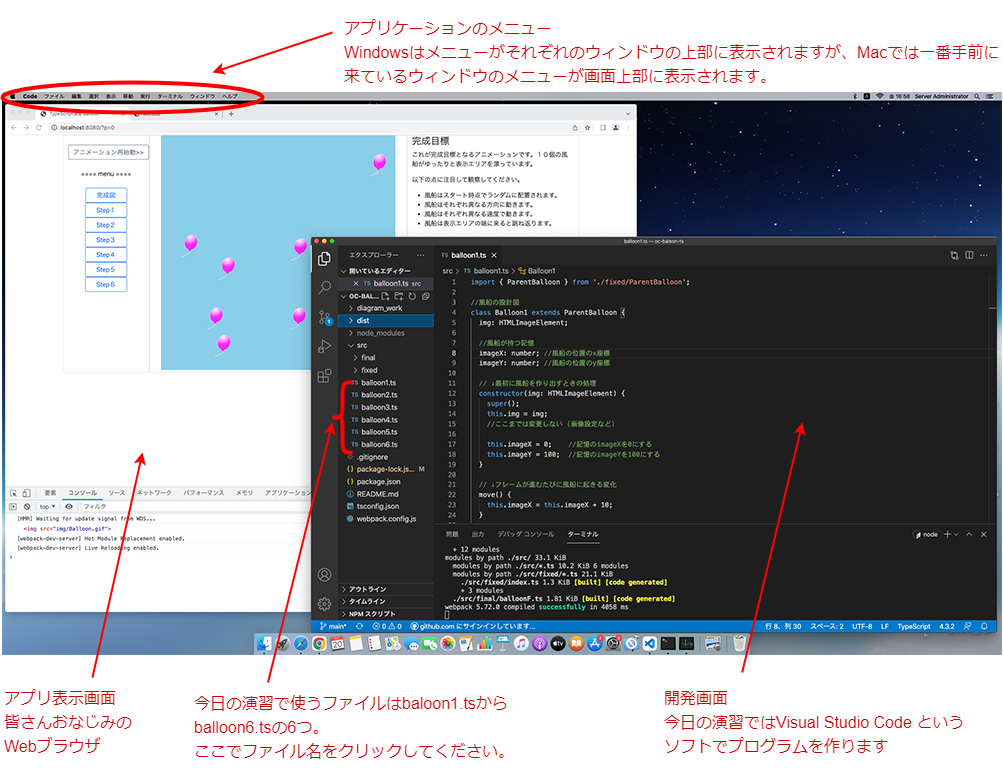 アプリケーションのメニュー
Windowsはメニューがそれぞれのウィンドウの上部に表示されますが、Macでは一番手前に
来ているウィンドウのメニューが画面上部に表示されます。
Code ファイル 編集 選択 表示 移動 実行 ターミナル ウィンドウ ヘルプ
金 16:58 Server Administrator
localhost:8080/?p=0
アニメーション再始動>>
==== menu ====
完成図
Step 1
Step 2
Step 3
Step 4
Step 5
Step 6
完成目標
これが完成目標となるアニメーションです。１０個の風
船がゆったりと表示エリアを漂っています。
以下の点に注目して観察してください。
• 風船はスタート時点でランダムに配置されます。
• 風船はそれぞれ異なる方向に動きます。
• 風船はそれぞれ異なる速度で動きます。
• 風船は表示エリアの端に来ると跳ね返ります。
要素 コンソール ソース ネットワーク パフォーマンス メモリ アプリケーション
top ▾ フィルタ
[HMR] Waiting for update signal from WDS...
<img src="img/Balloon.gif">
[webpack-dev-server] Hot Module Replacement enabled.
[webpack-dev-server] Live Reloading enabled.
balloon1.ts — oc-baloon-ts
エクスプローラー ···
開いているエディター
× TS balloon1.ts src
OC-BAL...
> diagram_work
> dist
> node_modules
src
> final
> fixed
TS balloon1.ts
TS balloon2.ts
TS balloon3.ts
TS balloon4.ts
TS balloon5.ts
TS balloon6.ts
.gitignore
{} package-lock.js... M
{} package.json
README.md
tsconfig.json
webpack.config.js
> アウトライン
> タイムライン
> NPM スクリプト
TS balloon1.ts ×
src > TS balloon1.ts > Balloon1
1 import { ParentBalloon } from './fixed/ParentBalloon';
2
3 //風船の設計図
4 class Balloon1 extends ParentBalloon {
5 img: HTMLImageElement;
6
7 //風船が持つ記憶
8 imageX: number; //風船の位置のx座標
9 imageY: number; //風船の位置のy座標
10
11 // ↓最初に風船を作り出すときの処理
12 constructor(img: HTMLImageElement) {
13 super();
14 this.img = img;
15 //ここまでは変更しない（画像設定など）
16
17 this.imageX = 0; //記憶のimageXを0にする
18 this.imageY = 100; //記憶のimageYを100にする
19 }
20
21 // ↓フレームが進むたびに風船に起きる変化
22 move() {
23 this.imageX = this.imageX + 10;
24 }
問題 出力 デバッグ コンソール ターミナル
node
+ 12 modules
modules by path ./src/ 33.1 KiB
modules by path ./src/*.ts 10.2 KiB 6 modules
modules by path ./src/fixed/*.ts 21.1 KiB
./src/fixed/index.ts 1.3 KiB [built] [code generated]
+ 3 modules
./src/final/balloonF.ts 1.81 KiB [built] [code generated]
webpack 5.72.0 compiled successfully in 4058 ms
main* 0 0 github.com にサインインしています... 行 8、列 30 スペース: 2 UTF-8 LF TypeScript 4.3.2
アプリ表示画面
皆さんおなじみの
Webブラウザ
今日の演習で使うファイルはbaloon1.tsから
balloon6.tsの6つ。
ここでファイル名をクリックしてください。
開発画面
今日の演習ではVisual Studio Code という
ソフトでプログラムを作ります